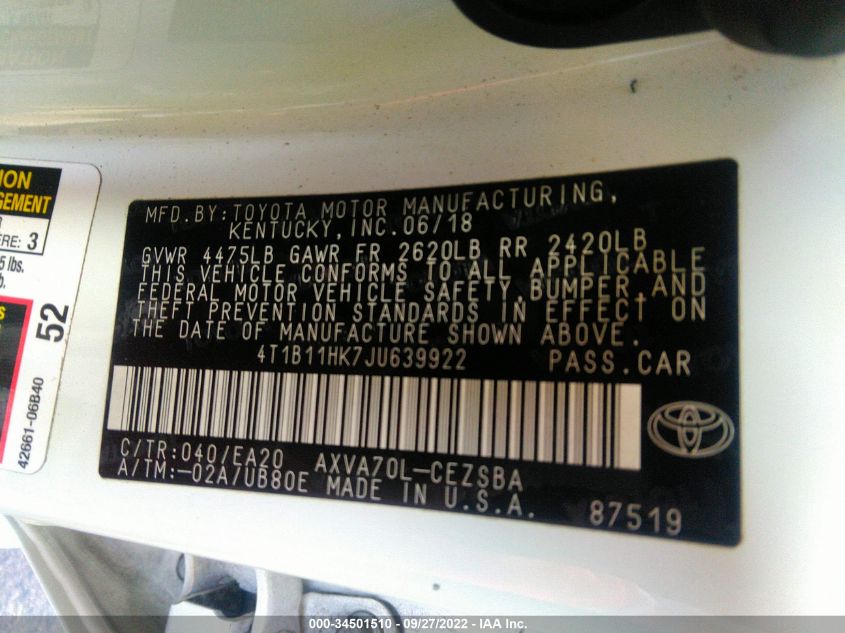 ION
GEMENT
ERE: 3
5 lbs.
b.
s
52
42661-06B40
MFD.BY:TOYOTA MOTOR MANUFACTURING,
KENTUCKY,INC.06/18
GVWR 4475LB GAWR FR 2620LB RR 2420LB
THIS VEHICLE CONFORMS TO ALL APPLICABLE
FEDERAL MOTOR VEHICLE SAFETY,BUMPER,AND
THEFT PREVENTION STANDARDS IN EFFECT ON
THE DATE OF MANUFACTURE SHOWN ABOVE.
4T1B11HK7JU639922 PASS.CAR
C/TR:040/EA20 AXVA70L-CEZSBA
A/TM:-02A/UB80E MADE IN U.S.A.
87519
000-34501510 - 09/27/2022 - IAA Inc.